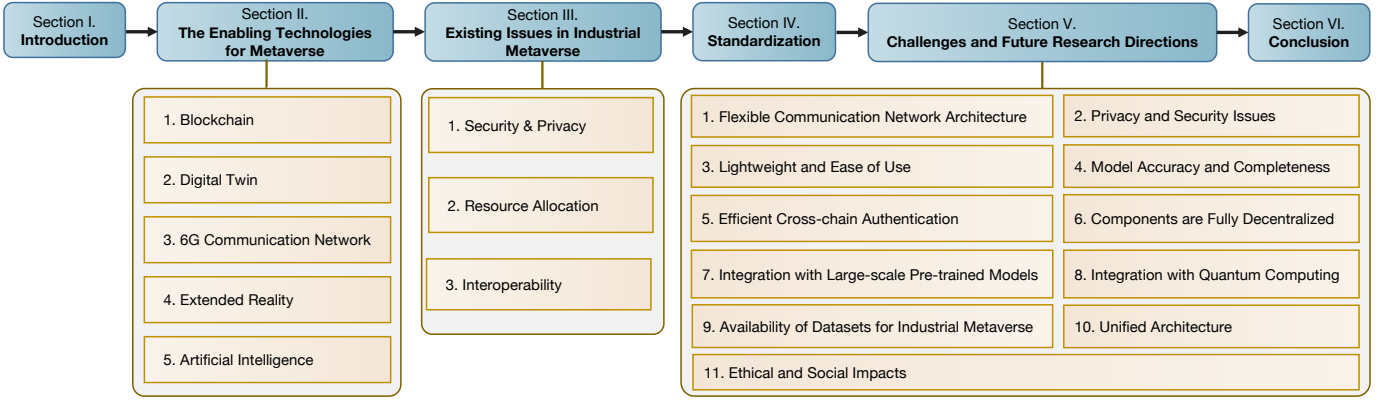 Section I.
Introduction
Section II.
The Enabling Technologies
for Metaverse
Section III.
Existing Issues in Industrial
Metaverse
Section IV.
Standardization
Section V.
Challenges and Future Research Directions
Section VI.
Conclusion
1. Blockchain
2. Digital Twin
3. 6G Communication Network
4. Extended Reality
5. Artificial Intelligence
1. Security & Privacy
2. Resource Allocation
3. Interoperability
1. Flexible Communication Network Architecture
2. Privacy and Security Issues
3. Lightweight and Ease of Use
4. Model Accuracy and Completeness
5. Efficient Cross-chain Authentication
6. Components are Fully Decentralized
7. Integration with Large-scale Pre-trained Models
8. Integration with Quantum Computing
9. Availability of Datasets for Industrial Metaverse
10. Unified Architecture
11. Ethical and Social Impacts